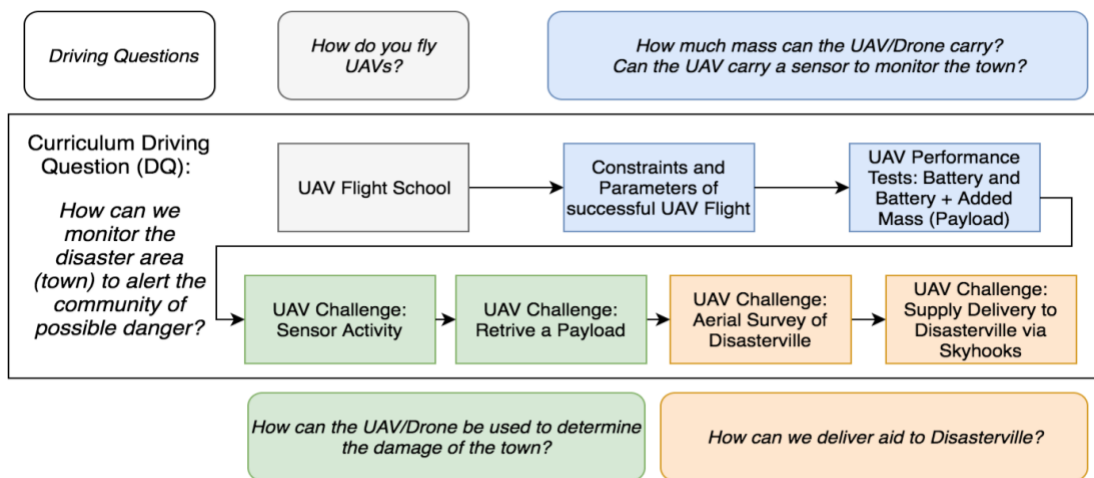 Driving Questions
How do you fly
UAVs?
How much mass can the UAV/Drone carry?
Can the UAV carry a sensor to monitor the town?
Curriculum Driving
Question (DQ):
How can we
monitor the
disaster area
(town) to alert the
community of
possible danger?
UAV Flight School
Constraints and
Parameters of
successful UAV Flight
UAV Performance
Tests: Battery and
Battery + Added
Mass (Payload)
UAV Challenge:
Sensor Activity
UAV Challenge:
Retrive a Payload
UAV Challenge:
Aerial Survey of
Disasterville
UAV Challenge:
Supply Delivery to
Disasterville via
Skyhooks
How can the UAV/Drone be used to determine
the damage of the town?
How can we deliver aid to Disasterville?